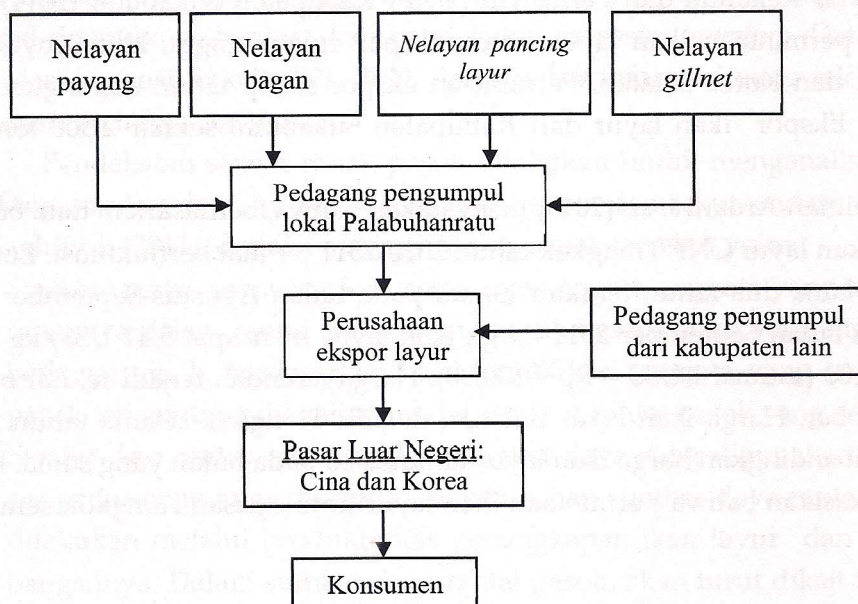 Nelayan
payang
Nelayan
bagan
Nelayan pancing
layur
Nelayan
gillnet
Pedagang pengumpul
lokal Palabuhanratu
Perusahaan
ekspor layur
Pedagang pengumpul
dari kabupaten lain
Pasar Luar Negeri:
Cina dan Korea
Konsumen